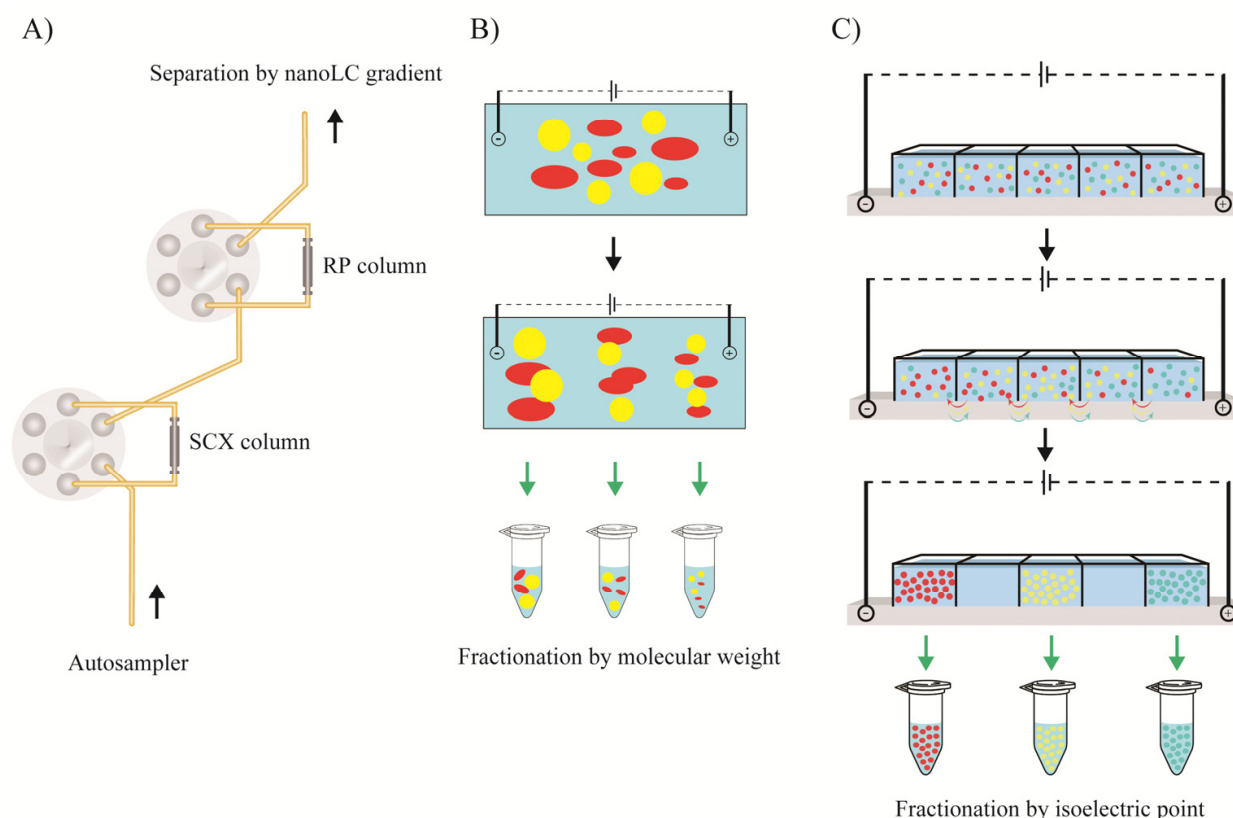 A)
Separation by nanoLC gradient
RP column
SCX column
Autosampler
B)
-
+
-
+
Fractionation by molecular weight
C)
-
+
-
+
-
+
Fractionation by isoelectric point